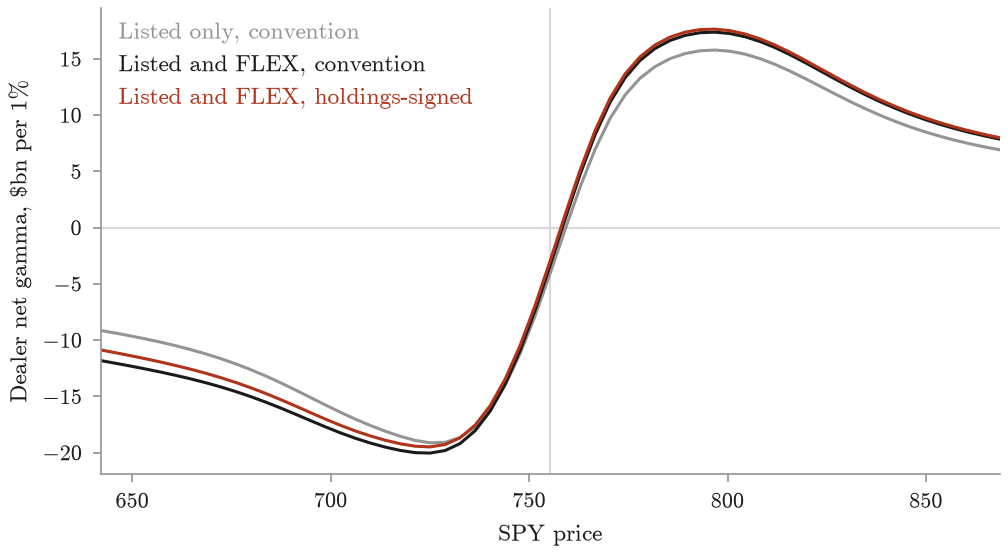 Listed only, convention
Listed and FLEX, convention
Listed and FLEX, holdings-signed
Dealer net gamma, $bn per 1%
15
10
5
0
−5
−10
−15
−20
650
700
750
800
850
SPY price